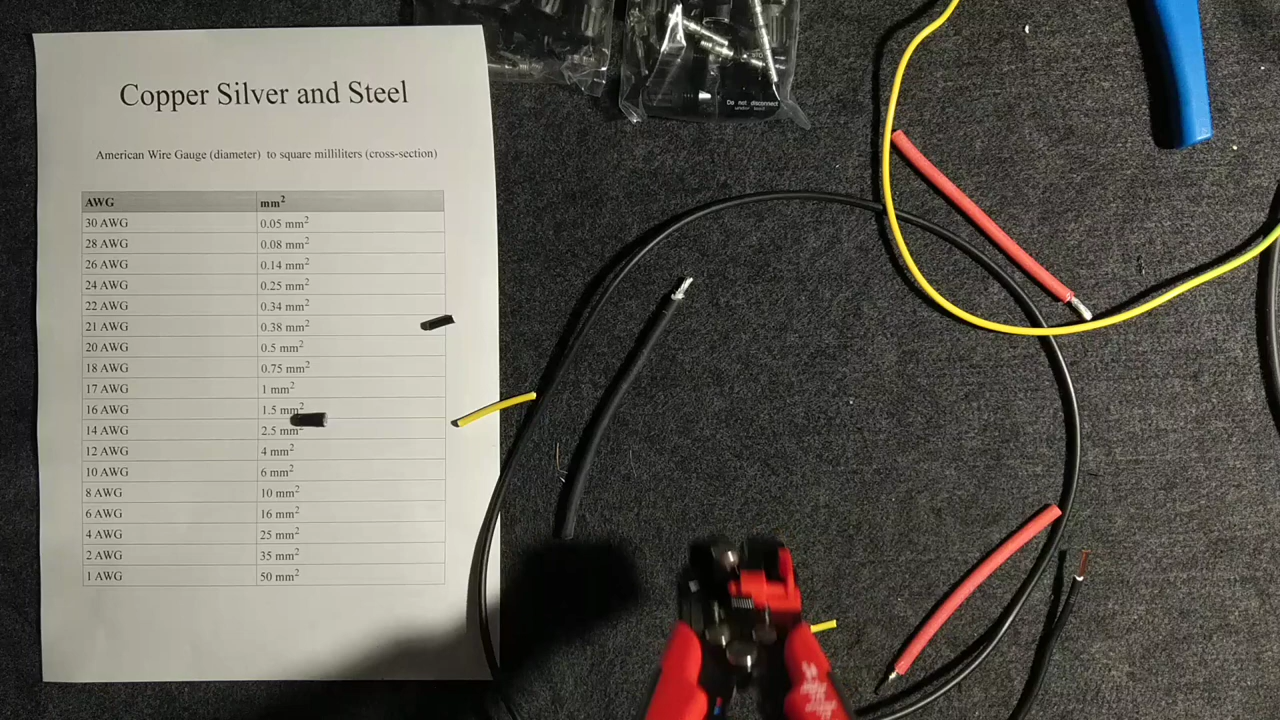 Copper Silver and Steel
American Wire Gauge (diameter) to square milliliters (cross-section)
AWG mm²
30 AWG 0.05 mm²
28 AWG 0.08 mm²
26 AWG 0.14 mm²
24 AWG 0.25 mm²
22 AWG 0.34 mm²
21 AWG 0.38 mm²
20 AWG 0.5 mm²
18 AWG 0.75 mm²
17 AWG 1 mm²
16 AWG 1.5 mm²
14 AWG 2.5 mm²
12 AWG 4 mm²
10 AWG 6 mm²
8 AWG 10 mm²
6 AWG 16 mm²
4 AWG 25 mm²
2 AWG 35 mm²
1 AWG 50 mm²
Do not disconnect